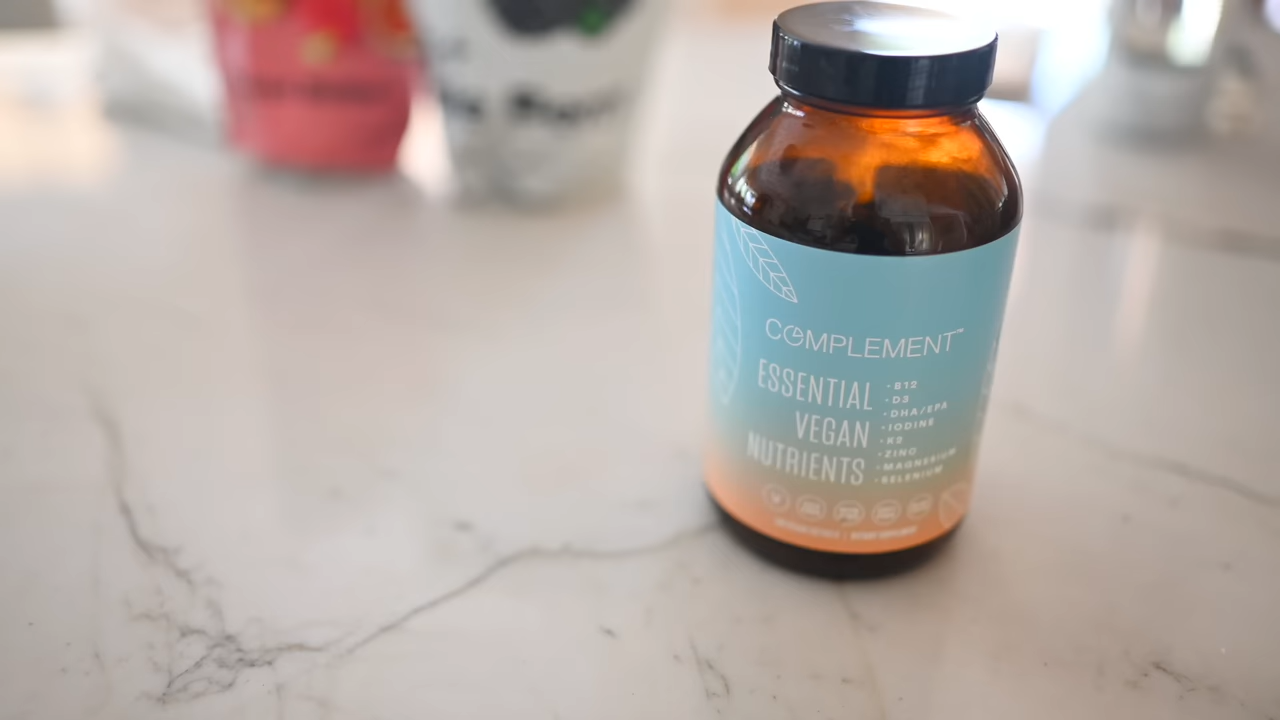 COMPLEMENT™
ESSENTIAL
VEGAN
NUTRIENTS
· B12
· D3
· DHA/EPA
· IODINE
· K2
· ZINC
· MAGNESIUM
· SELENIUM